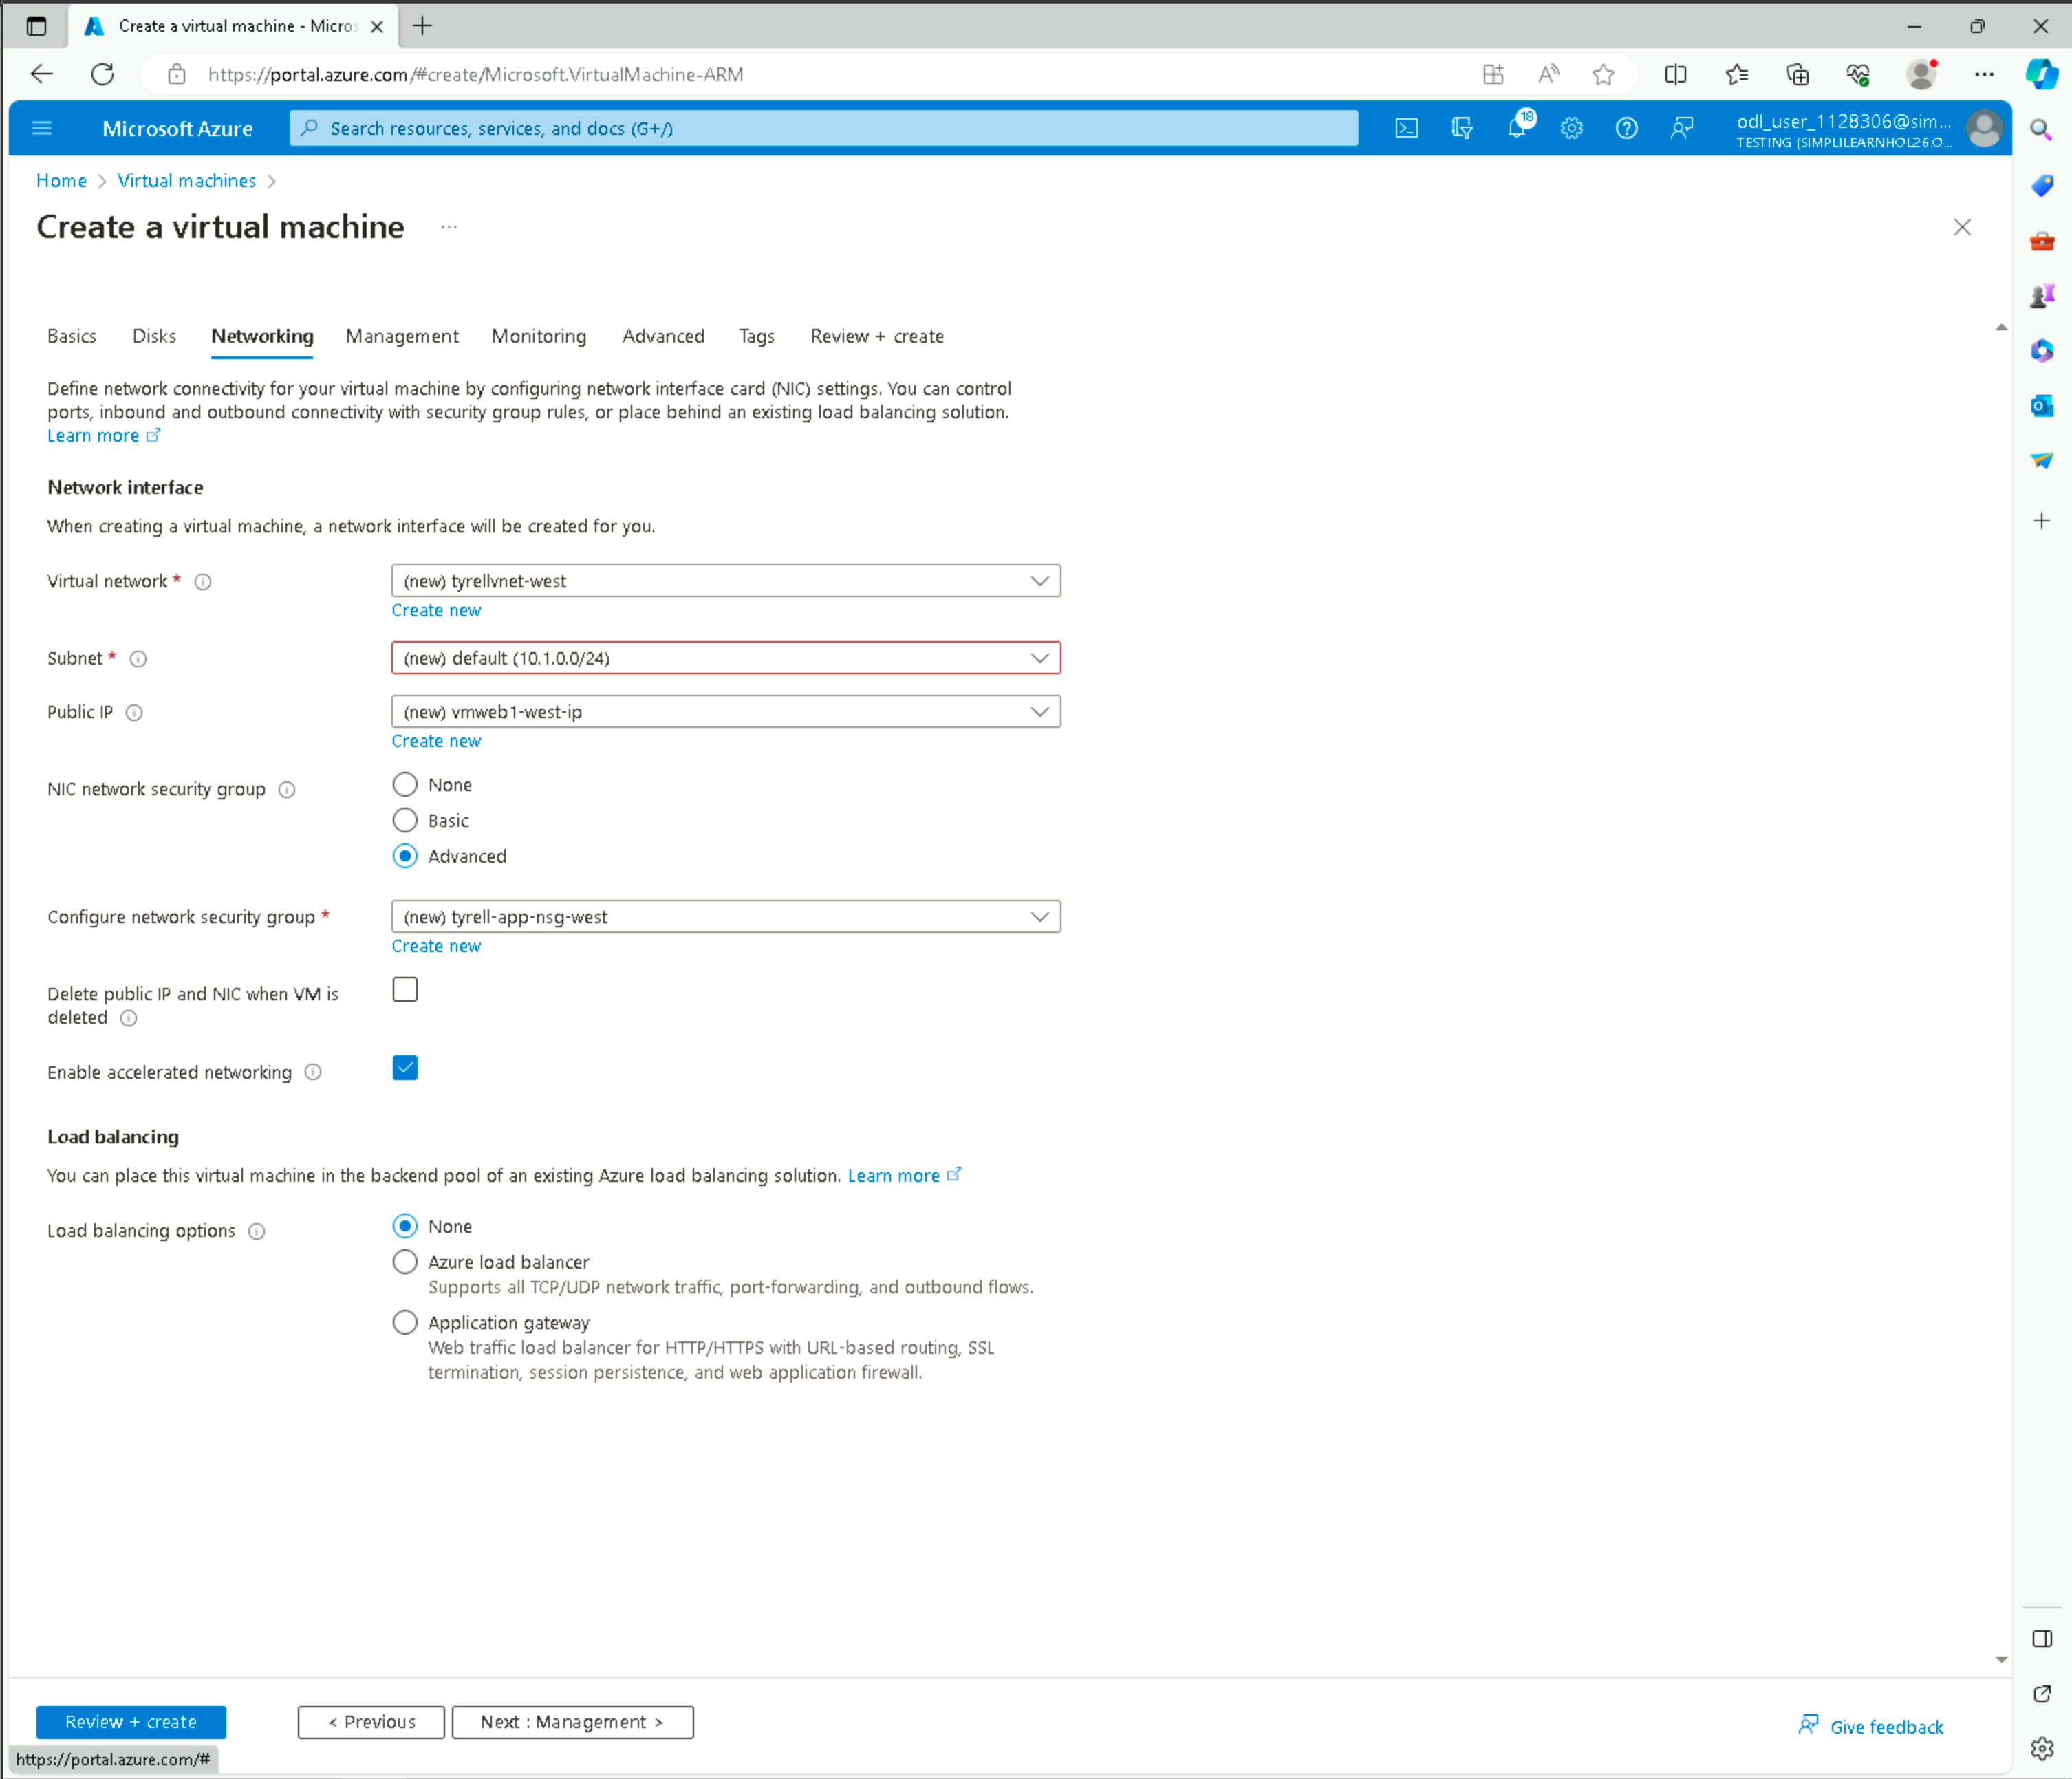 Create a virtual machine - Micros
https://portal.azure.com/#create/Microsoft.VirtualMachine-ARM
Microsoft Azure
Search resources, services, and docs (G+/)
18
odl_user_1128306@sim...
TESTING (SIMPLILEARNHOL26.O...
Home > Virtual machines >
Create a virtual machine ...
Basics Disks Networking Management Monitoring Advanced Tags Review + create
Define network connectivity for your virtual machine by configuring network interface card (NIC) settings. You can control
ports, inbound and outbound connectivity with security group rules, or place behind an existing load balancing solution.
Learn more
Network interface
When creating a virtual machine, a network interface will be created for you.
Virtual network * (new) tyrellvnet-west
Create new
Subnet * (new) default (10.1.0.0/24)
Public IP (new) vmweb1-west-ip
Create new
NIC network security group None
Basic
Advanced
Configure network security group * (new) tyrell-app-nsg-west
Create new
Delete public IP and NIC when VM is
deleted
Enable accelerated networking
Load balancing
You can place this virtual machine in the backend pool of an existing Azure load balancing solution. Learn more
Load balancing options None
Azure load balancer
Supports all TCP/UDP network traffic, port-forwarding, and outbound flows.
Application gateway
Web traffic load balancer for HTTP/HTTPS with URL-based routing, SSL
termination, session persistence, and web application firewall.
Review + create < Previous Next : Management > Give feedback
https://portal.azure.com/#